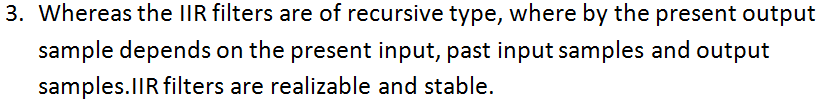 3. Whereas the IIR filters are of recursive type, where by the present output
sample depends on the present input, past input samples and output
samples.IIR filters are realizable and stable.